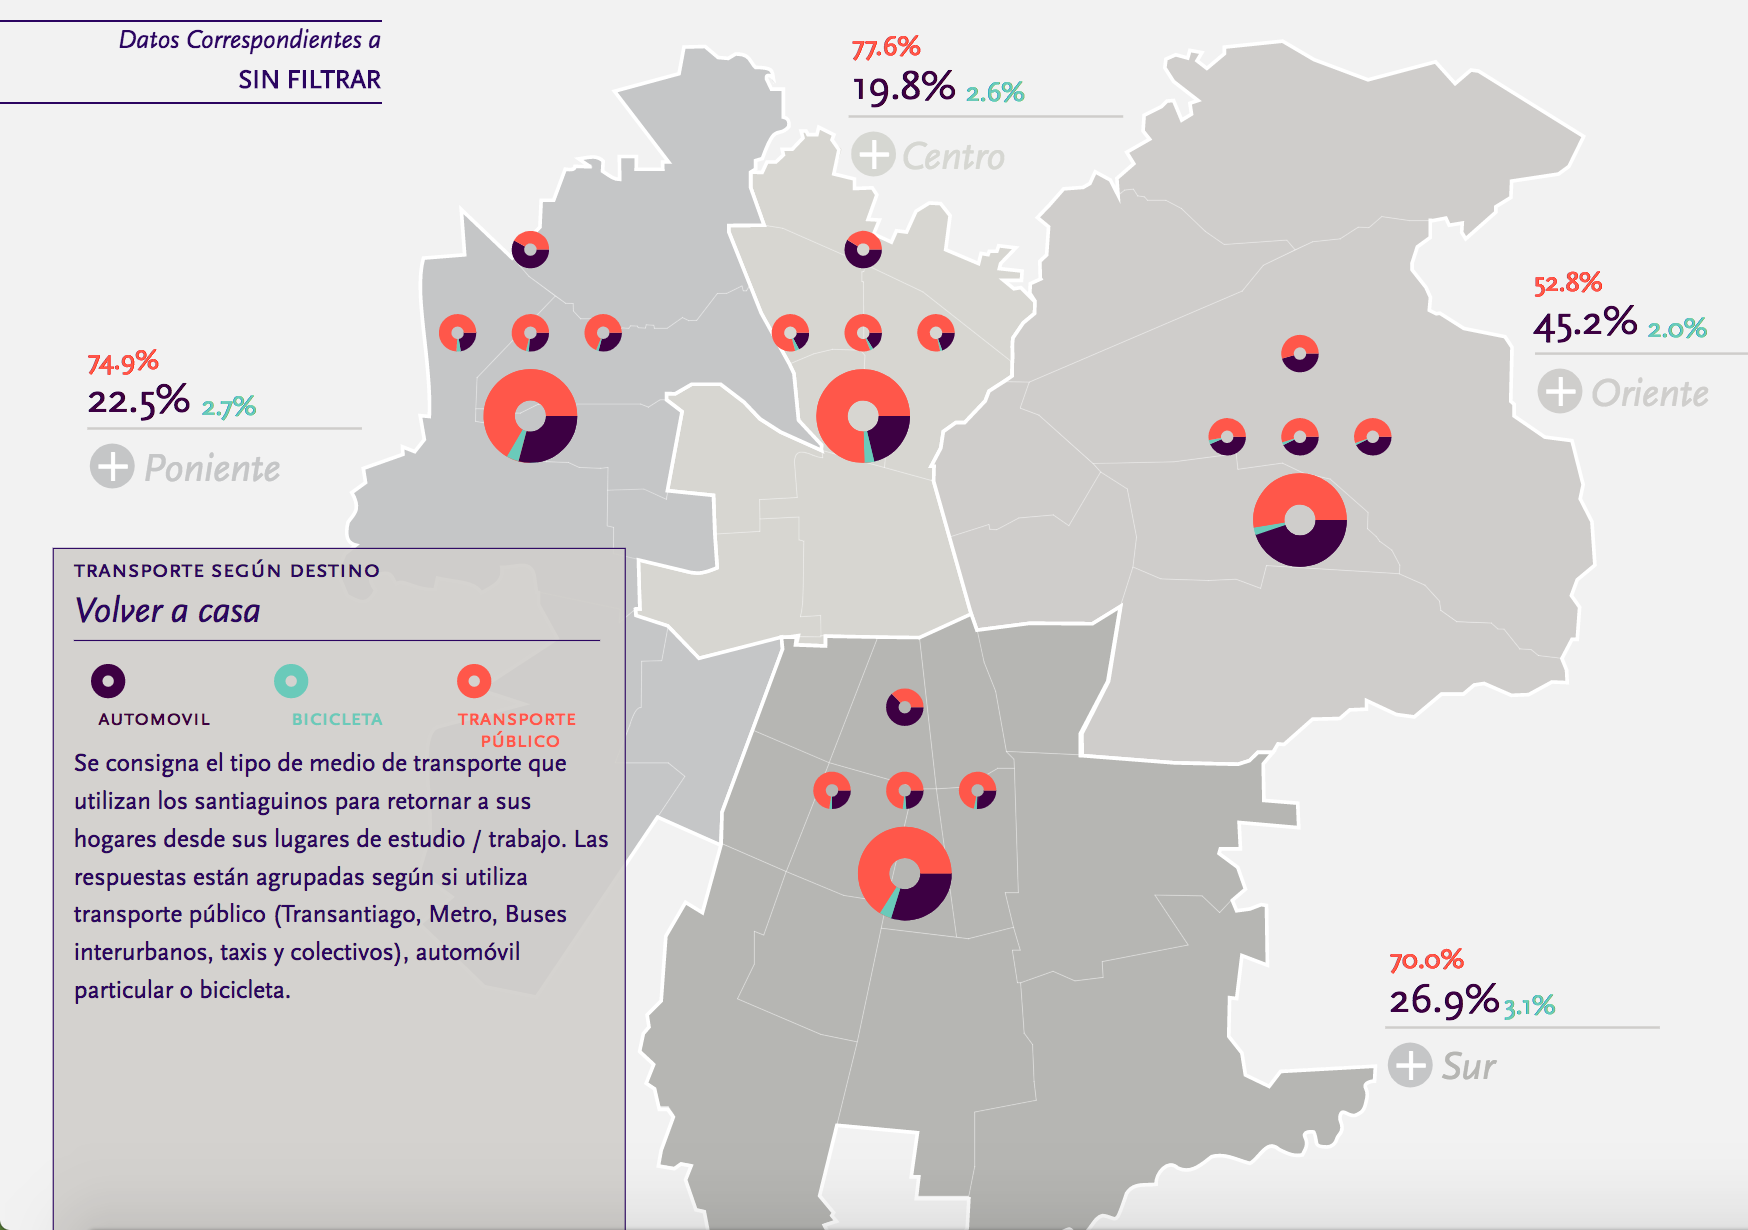 Datos Correspondientes a
SIN FILTRAR
77.6%
19.8% 2.6%
Centro
52.8%
45.2% 2.0%
Oriente
74.9%
22.5% 2.7%
Poniente
TRANSPORTE SEGÚN DESTINO
Volver a casa
AUTOMOVIL
BICICLETA
TRANSPORTE
PÚBLICO
Se consigna el tipo de medio de transporte que
utilizan los santiaguinos para retornar a sus
hogares desde sus lugares de estudio / trabajo. Las
respuestas están agrupadas según si utiliza
transporte público (Transantiago, Metro, Buses
interurbanos, taxis y colectivos), automóvil
particular o bicicleta.
70.0%
26.9% 3.1%
Sur